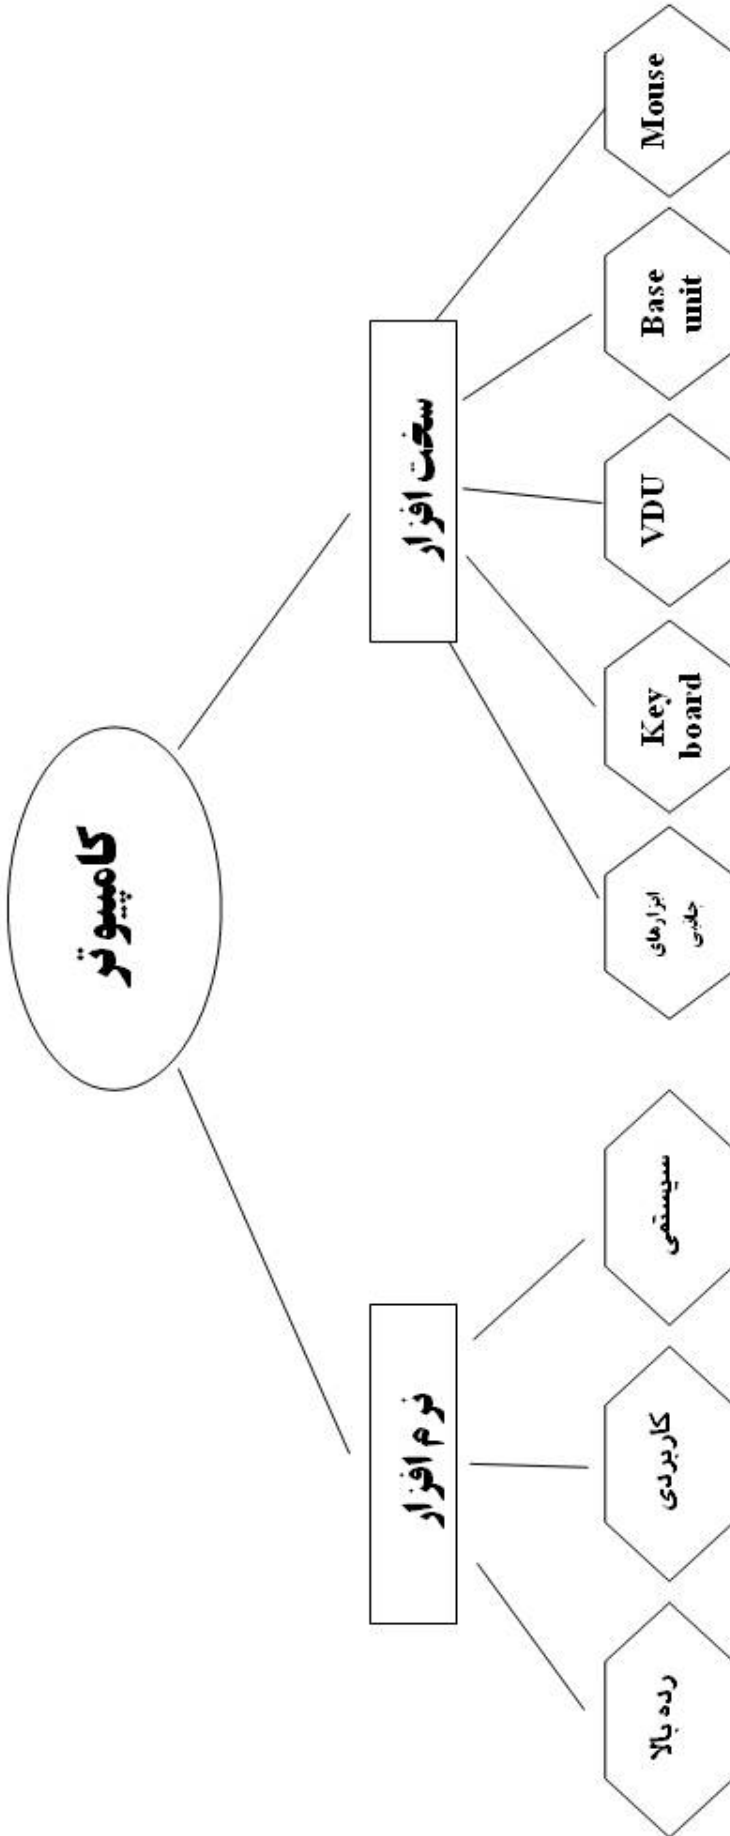 کامپیوتر
سخت افزار
نرم افزار
Mouse
Base
unit
VDU
Key
board
ابزارهای
جانبی
سیستمی
کاربردی
رده بالا